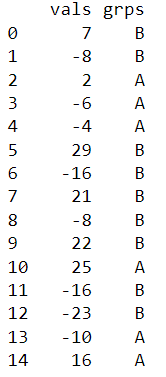 vals grps
0 7 B
1 -8 B
2 2 A
3 -6 A
4 -4 A
5 29 B
6 -16 B
7 21 B
8 -8 B
9 22 B
10 25 A
11 -16 B
12 -23 B
13 -10 A
14 16 A